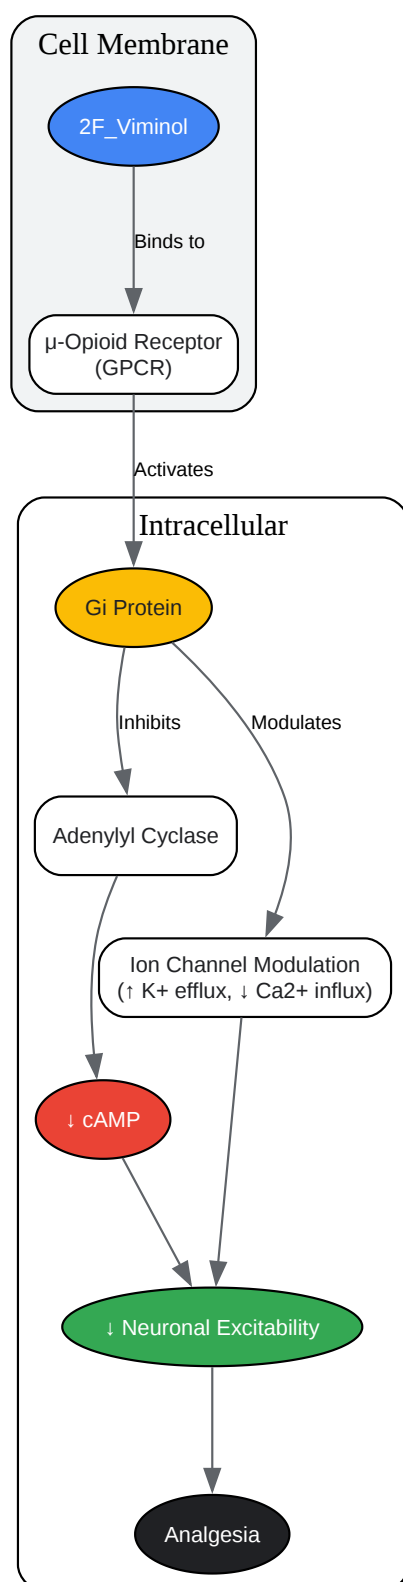 Cell Membrane
2F_Viminol
Binds to
μ-Opioid Receptor
(GPCR)
Activates
Intracellular
Gi Protein
Inhibits
Modulates
Adenylyl Cyclase
Ion Channel Modulation
(↑ K+ efflux, ↓ Ca2+ influx)
↓ cAMP
↓ Neuronal Excitability
Analgesia